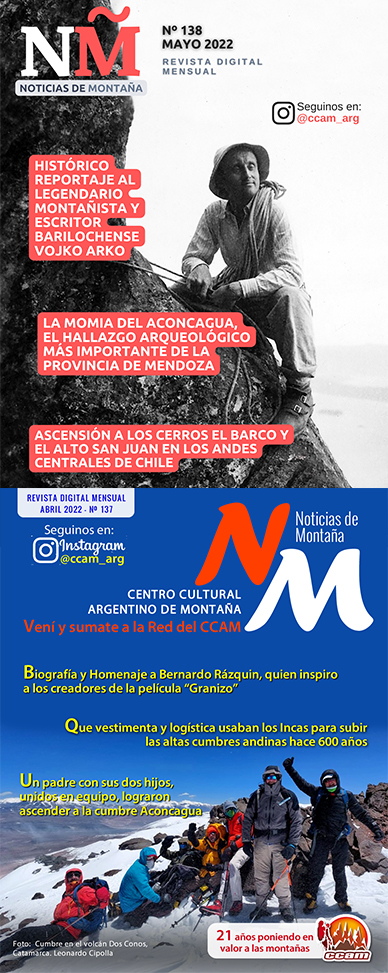 NM̃
NOTICIAS DE MONTAÑA
Nº 138
MAYO 2022
REVISTA DIGITAL
MENSUAL
Seguinos en:
@ccam_arg
HISTÓRICO
REPORTAJE AL
LEGENDARIO
MONTAÑISTA Y
ESCRITOR
BARILOCHENSE
VOJKO ARKO
LA MOMIA DEL ACONCAGUA,
EL HALLAZGO ARQUEOLÓGICO
MÁS IMPORTANTE DE LA
PROVINCIA DE MENDOZA
ASCENSIÓN A LOS CERROS EL BARCO Y
EL ALTO SAN JUAN EN LOS ANDES
CENTRALES DE CHILE
REVISTA DIGITAL MENSUAL
ABRIL 2022 - Nº 137
Seguinos en:
Instagram
@ccam_arg
NM
Noticias de
Montaña
CENTRO CULTURAL
ARGENTINO DE MONTAÑA
Vení y sumate a la Red del CCAM
Biografía y Homenaje a Bernardo Rázquin, quien inspiro
a los creadores de la película “Granizo”
Que vestimenta y logística usaban los Incas para subir
las altas cumbres andinas hace 600 años
Un padre con sus dos hijos,
unidos en equipo, lograron
ascender a la cumbre Aconcagua
Foto: Cumbre en el volcán Dos Conos,
Catamarca. Leonardo Cipolla
21 años poniendo en
valor a las montañas
ccam